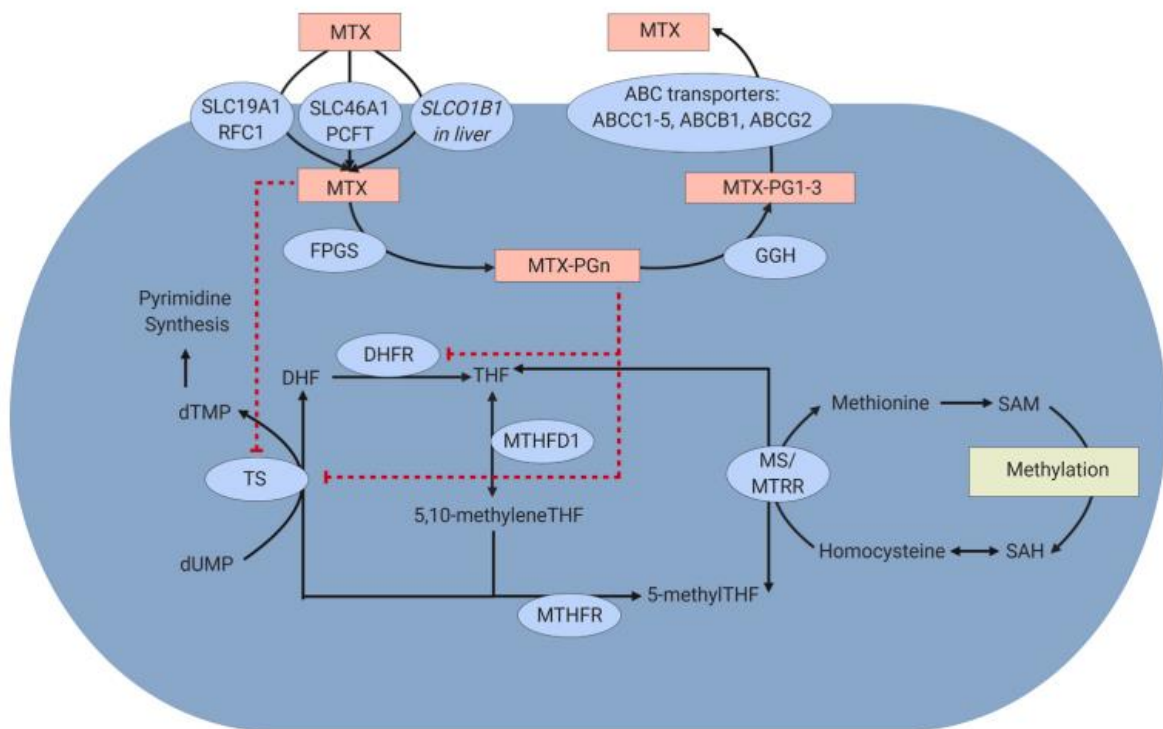 MTX
MTX
SLC19A1
RFC1
SLC46A1
PCFT
SLCO1B1
in liver
ABC transporters:
ABCC1-5, ABCB1, ABCG2
MTX
MTX-PG1-3
FPGS
MTX-PGn
GGH
Pyrimidine
Synthesis
DHFR
DHF
THF
dTMP
Methionine
SAM
MTHFD1
TS
MS/
MTRR
Methylation
5,10-methyleneTHF
dUMP
Homocysteine
SAH
5-methylTHF
MTHFR